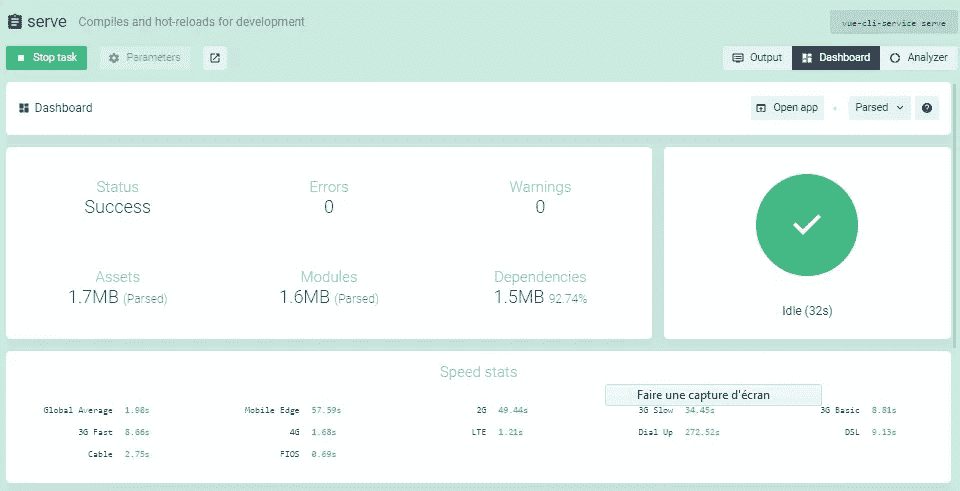 serve Compiles and hot-reloads for development vue-cli-service serve
Stop task Parameters Output Dashboard Analyzer
Dashboard Open app Parsed
Status Errors Warnings
Success 0 0
Assets Modules Dependencies
1.7MB (Parsed) 1.6MB (Parsed) 1.5MB 92.74%
Idle (32s)
Speed stats
Faire une capture d'écran
Global Average 1.90s Mobile Edge 57.59s 2G 49.44s 3G Slow 34.45s 3G Basic 8.81s
3G Fast 8.66s 4G 1.68s LTE 1.21s Dial Up 272.52s DSL 9.13s
Cable 2.75s FIOS 0.69s